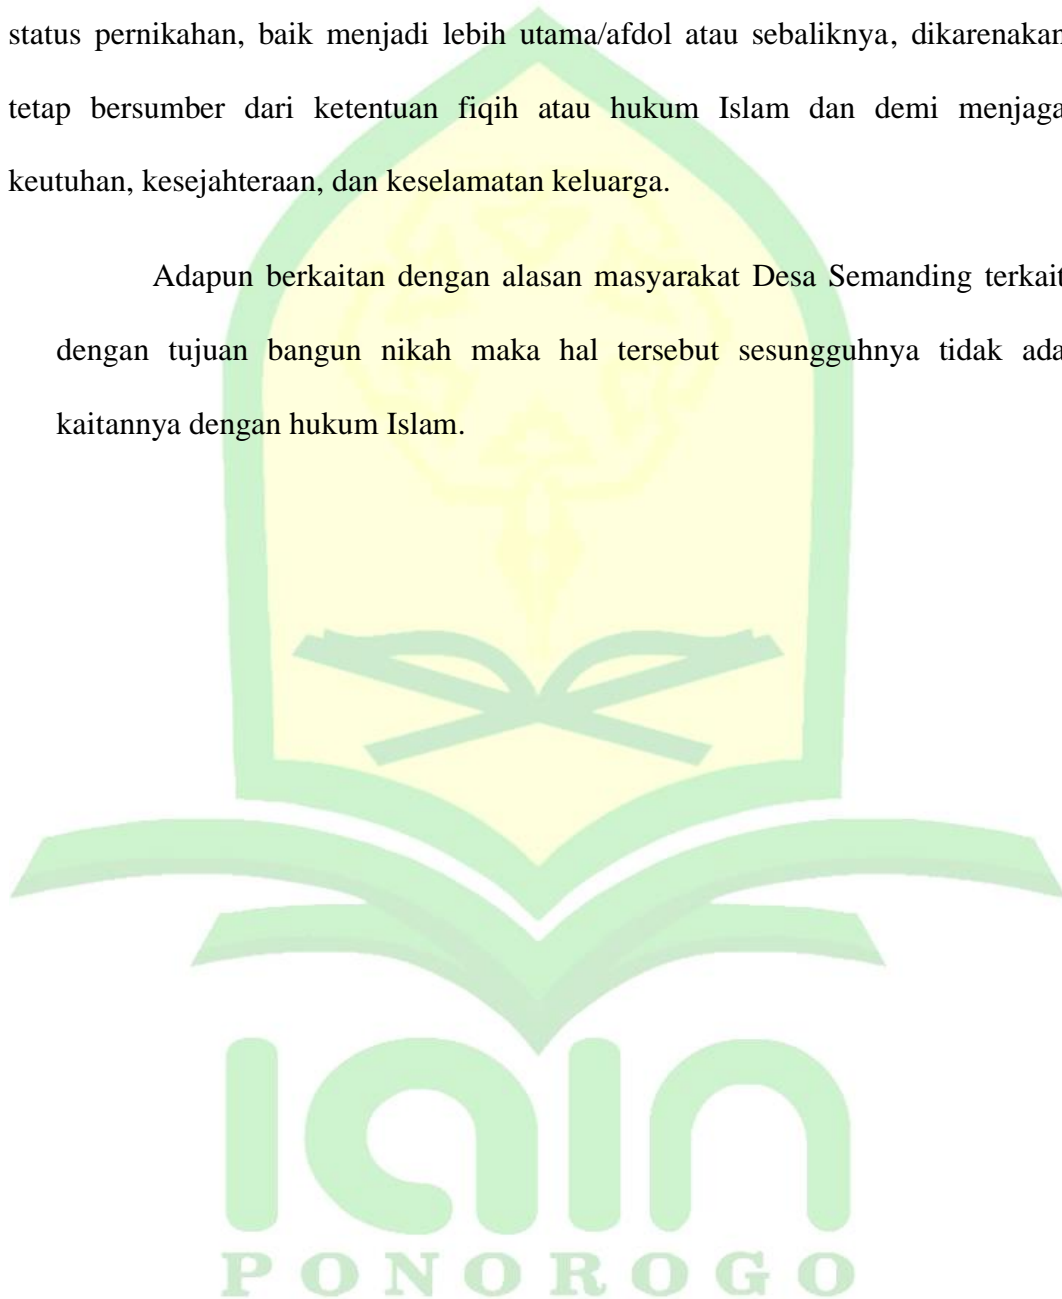 status pernikahan, baik menjadi lebih utama/afdol atau sebaliknya, dikarenakan
tetap bersumber dari ketentuan fiqih atau hukum Islam dan demi menjaga
keutuhan, kesejahteraan, dan keselamatan keluarga.
Adapun berkaitan dengan alasan masyarakat Desa Semanding terkait
dengan tujuan bangun nikah maka hal tersebut sesungguhnya tidak ada
kaitannya dengan hukum Islam.
iain
PONOROGO